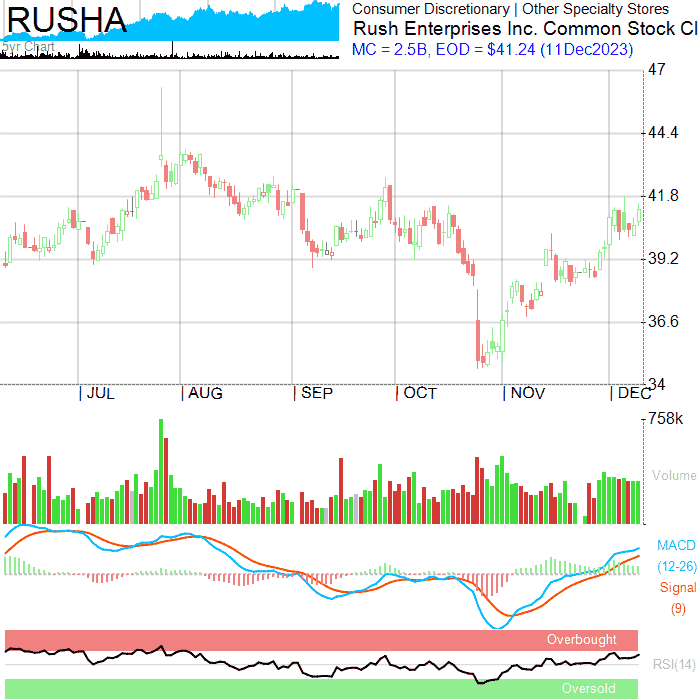 RUSHA
5yr Chart
Consumer Discretionary | Other Specialty Stores
Rush Enterprises Inc. Common Stock Cl
MC = 2.5B, EOD = $41.24 (11Dec2023)
47
44.4
41.8
39.2
36.6
34
| JUL | AUG | SEP | OCT | NOV | DEC
758k
Volume
MACD
(12-26)
Signal
(9)
Overbought
RSI(14)
Oversold